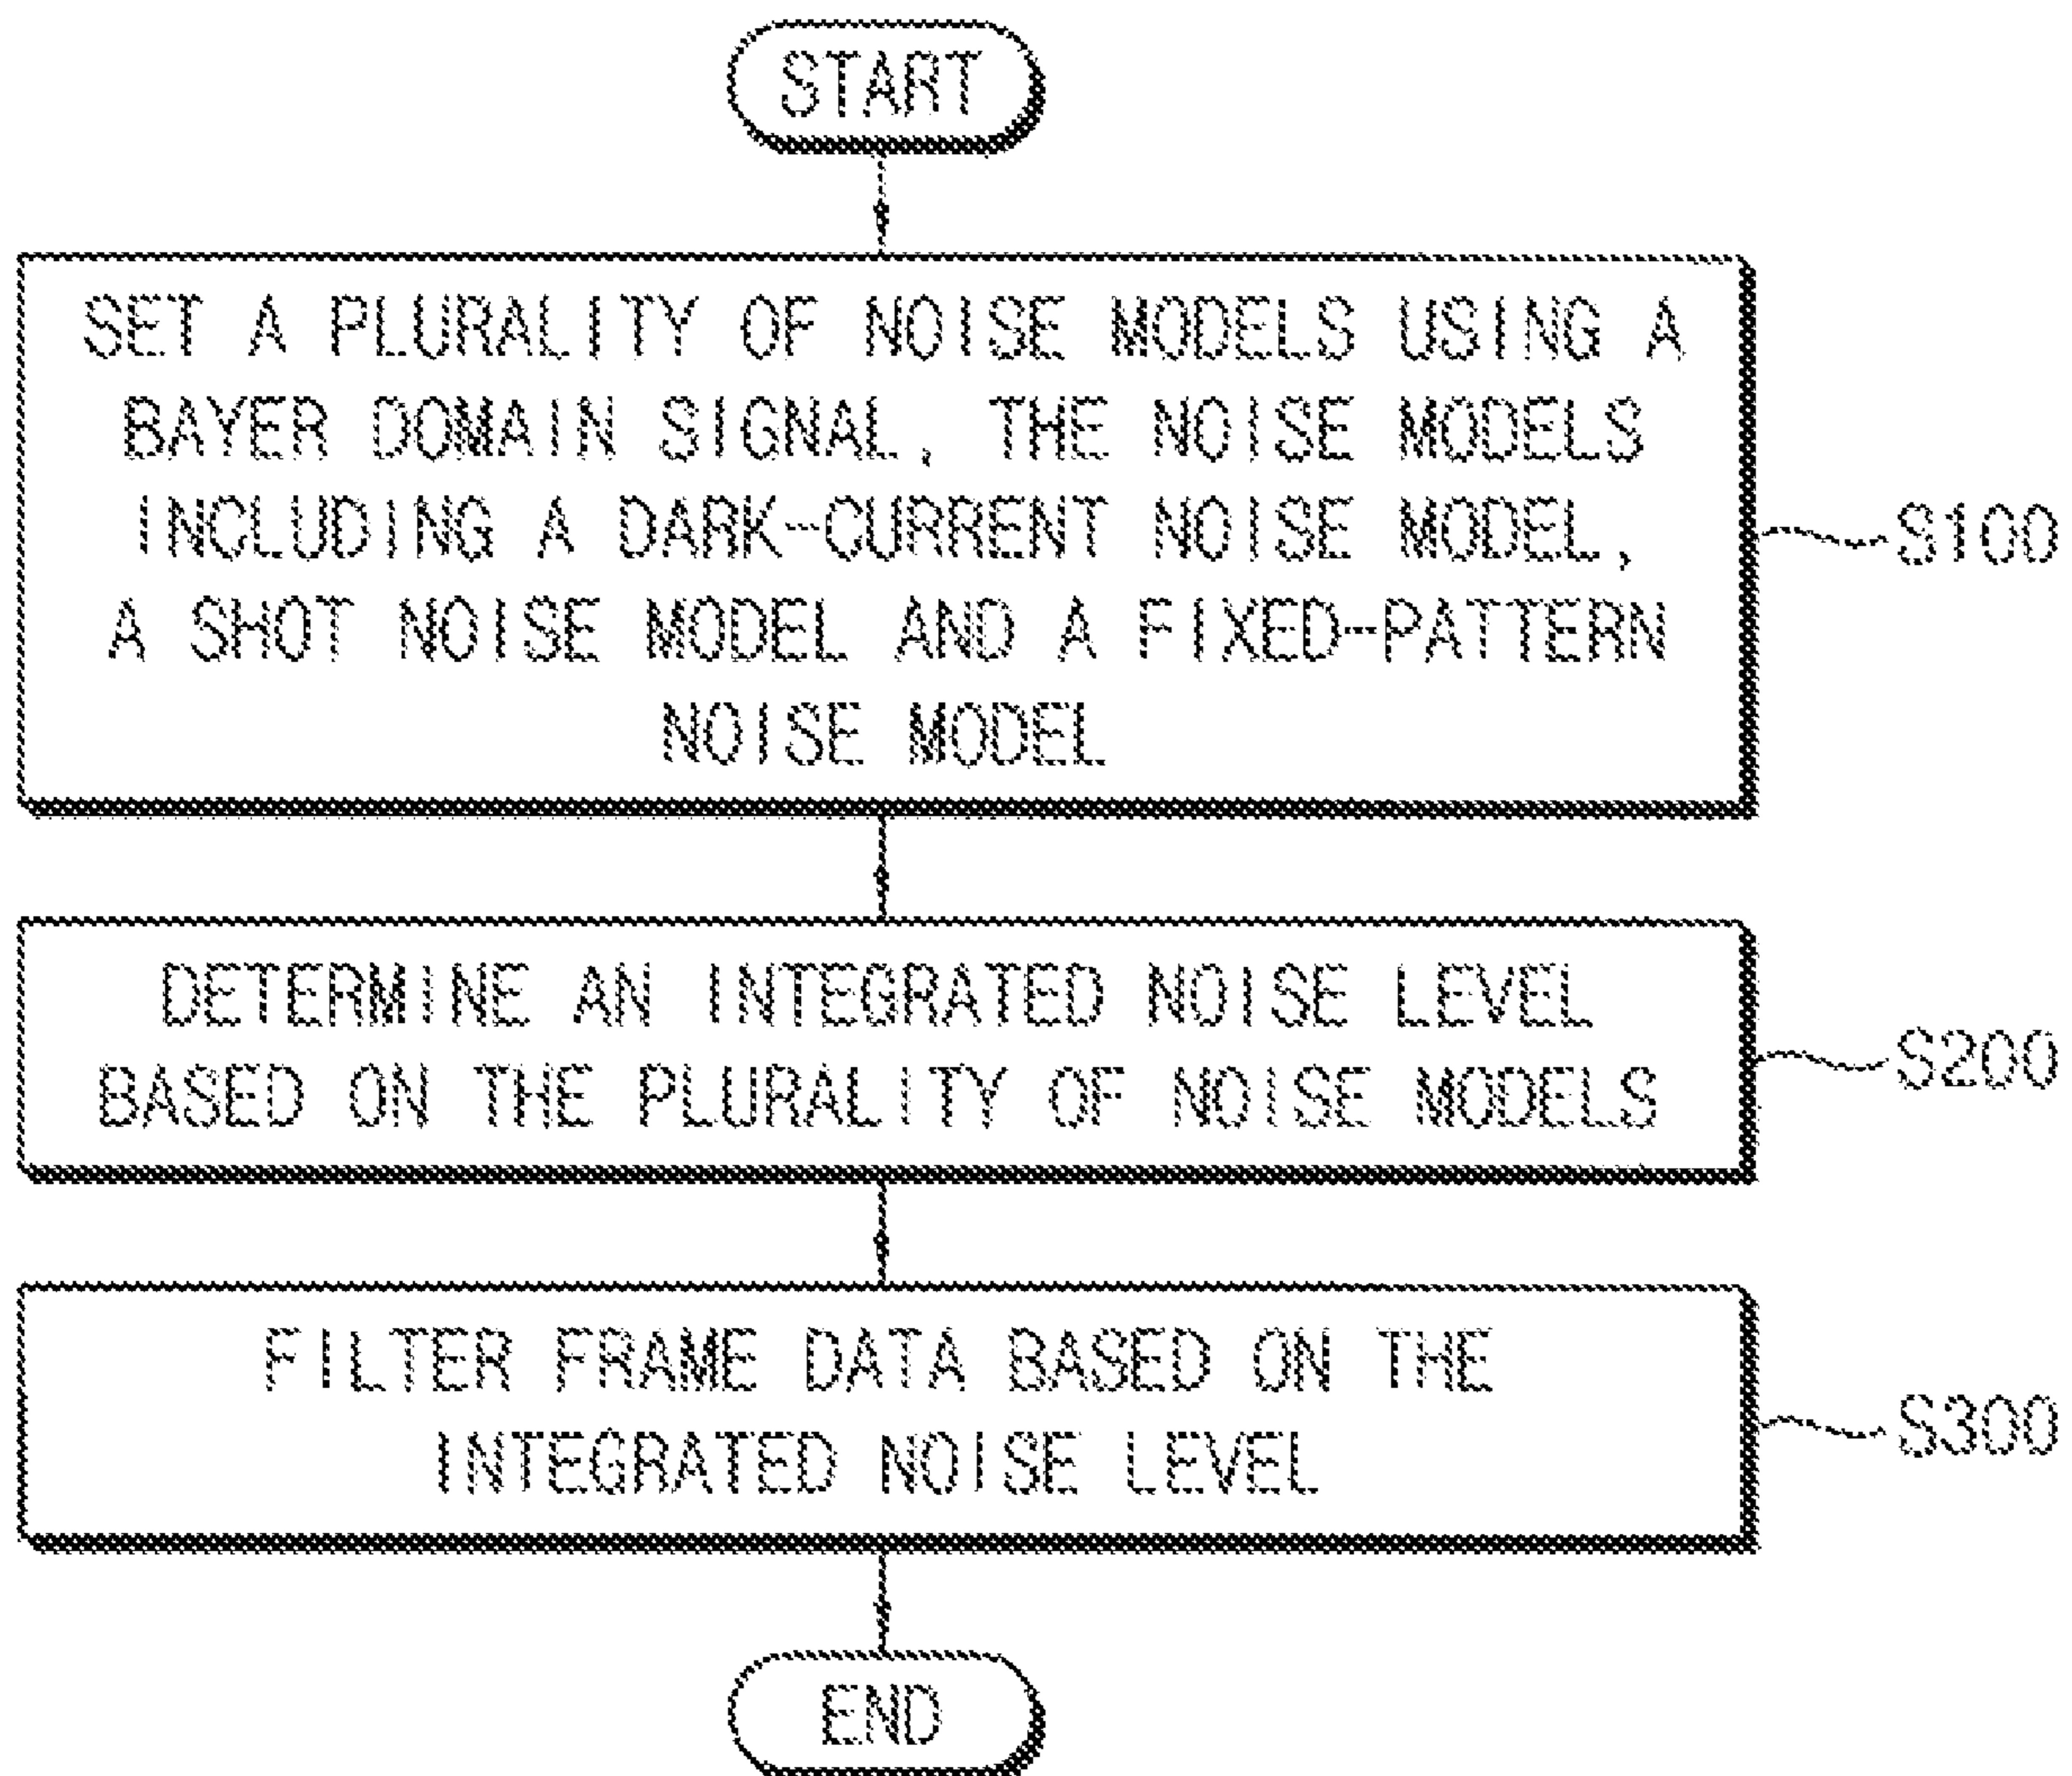 START
SET A PLURALITY OF NOISE MODELS USING A
BAYER DOMAIN SIGNAL, THE NOISE MODELS
INCLUDING A DARK-CURRENT NOISE MODEL,
A SHOT NOISE MODEL AND A FIXED-PATTERN
NOISE MODEL
S100
DETERMINE AN INTEGRATED NOISE LEVEL
BASED ON THE PLURALITY OF NOISE MODELS
S200
FILTER FRAME DATA BASED ON THE
INTEGRATED NOISE LEVEL
S300
END